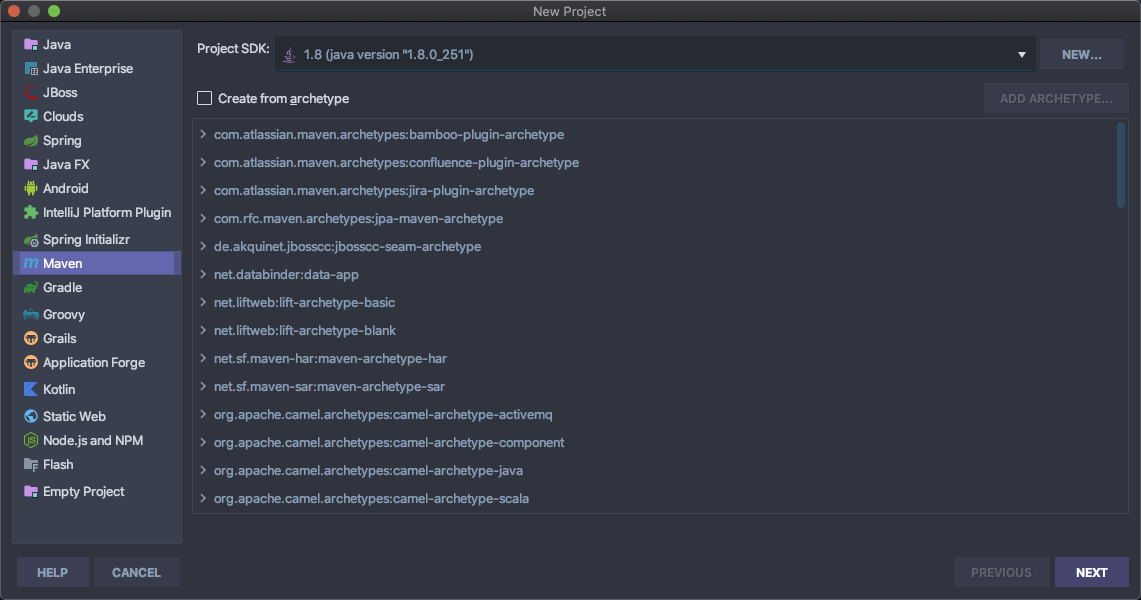 New Project
Java
Java Enterprise
JBoss
Clouds
Spring
Java FX
Android
IntelliJ Platform Plugin
Spring Initializr
Maven
Gradle
Groovy
Grails
Application Forge
Kotlin
Static Web
Node.js and NPM
Flash
Empty Project
Project SDK:
1.8 (java version "1.8.0_251")
NEW...
Create from archetype
ADD ARCHETYPE...
com.atlassian.maven.archetypes:bamboo-plugin-archetype
com.atlassian.maven.archetypes:confluence-plugin-archetype
com.atlassian.maven.archetypes:jira-plugin-archetype
com.rfc.maven.archetypes:jpa-maven-archetype
de.akquinet.jbosscc:jbosscc-seam-archetype
net.databinder:data-app
net.liftweb:lift-archetype-basic
net.liftweb:lift-archetype-blank
net.sf.maven-har:maven-archetype-har
net.sf.maven-sar:maven-archetype-sar
org.apache.camel.archetypes:camel-archetype-activemq
org.apache.camel.archetypes:camel-archetype-component
org.apache.camel.archetypes:camel-archetype-java
org.apache.camel.archetypes:camel-archetype-scala
HELP
CANCEL
PREVIOUS
NEXT